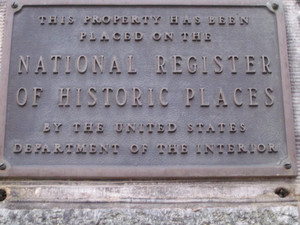 THIS PROPERTY HAS BEEN
PLACED ON THE
NATIONAL REGISTER
OF HISTORIC PLACES
BY THE UNITED STATES
DEPARTMENT OF THE INTERIOR